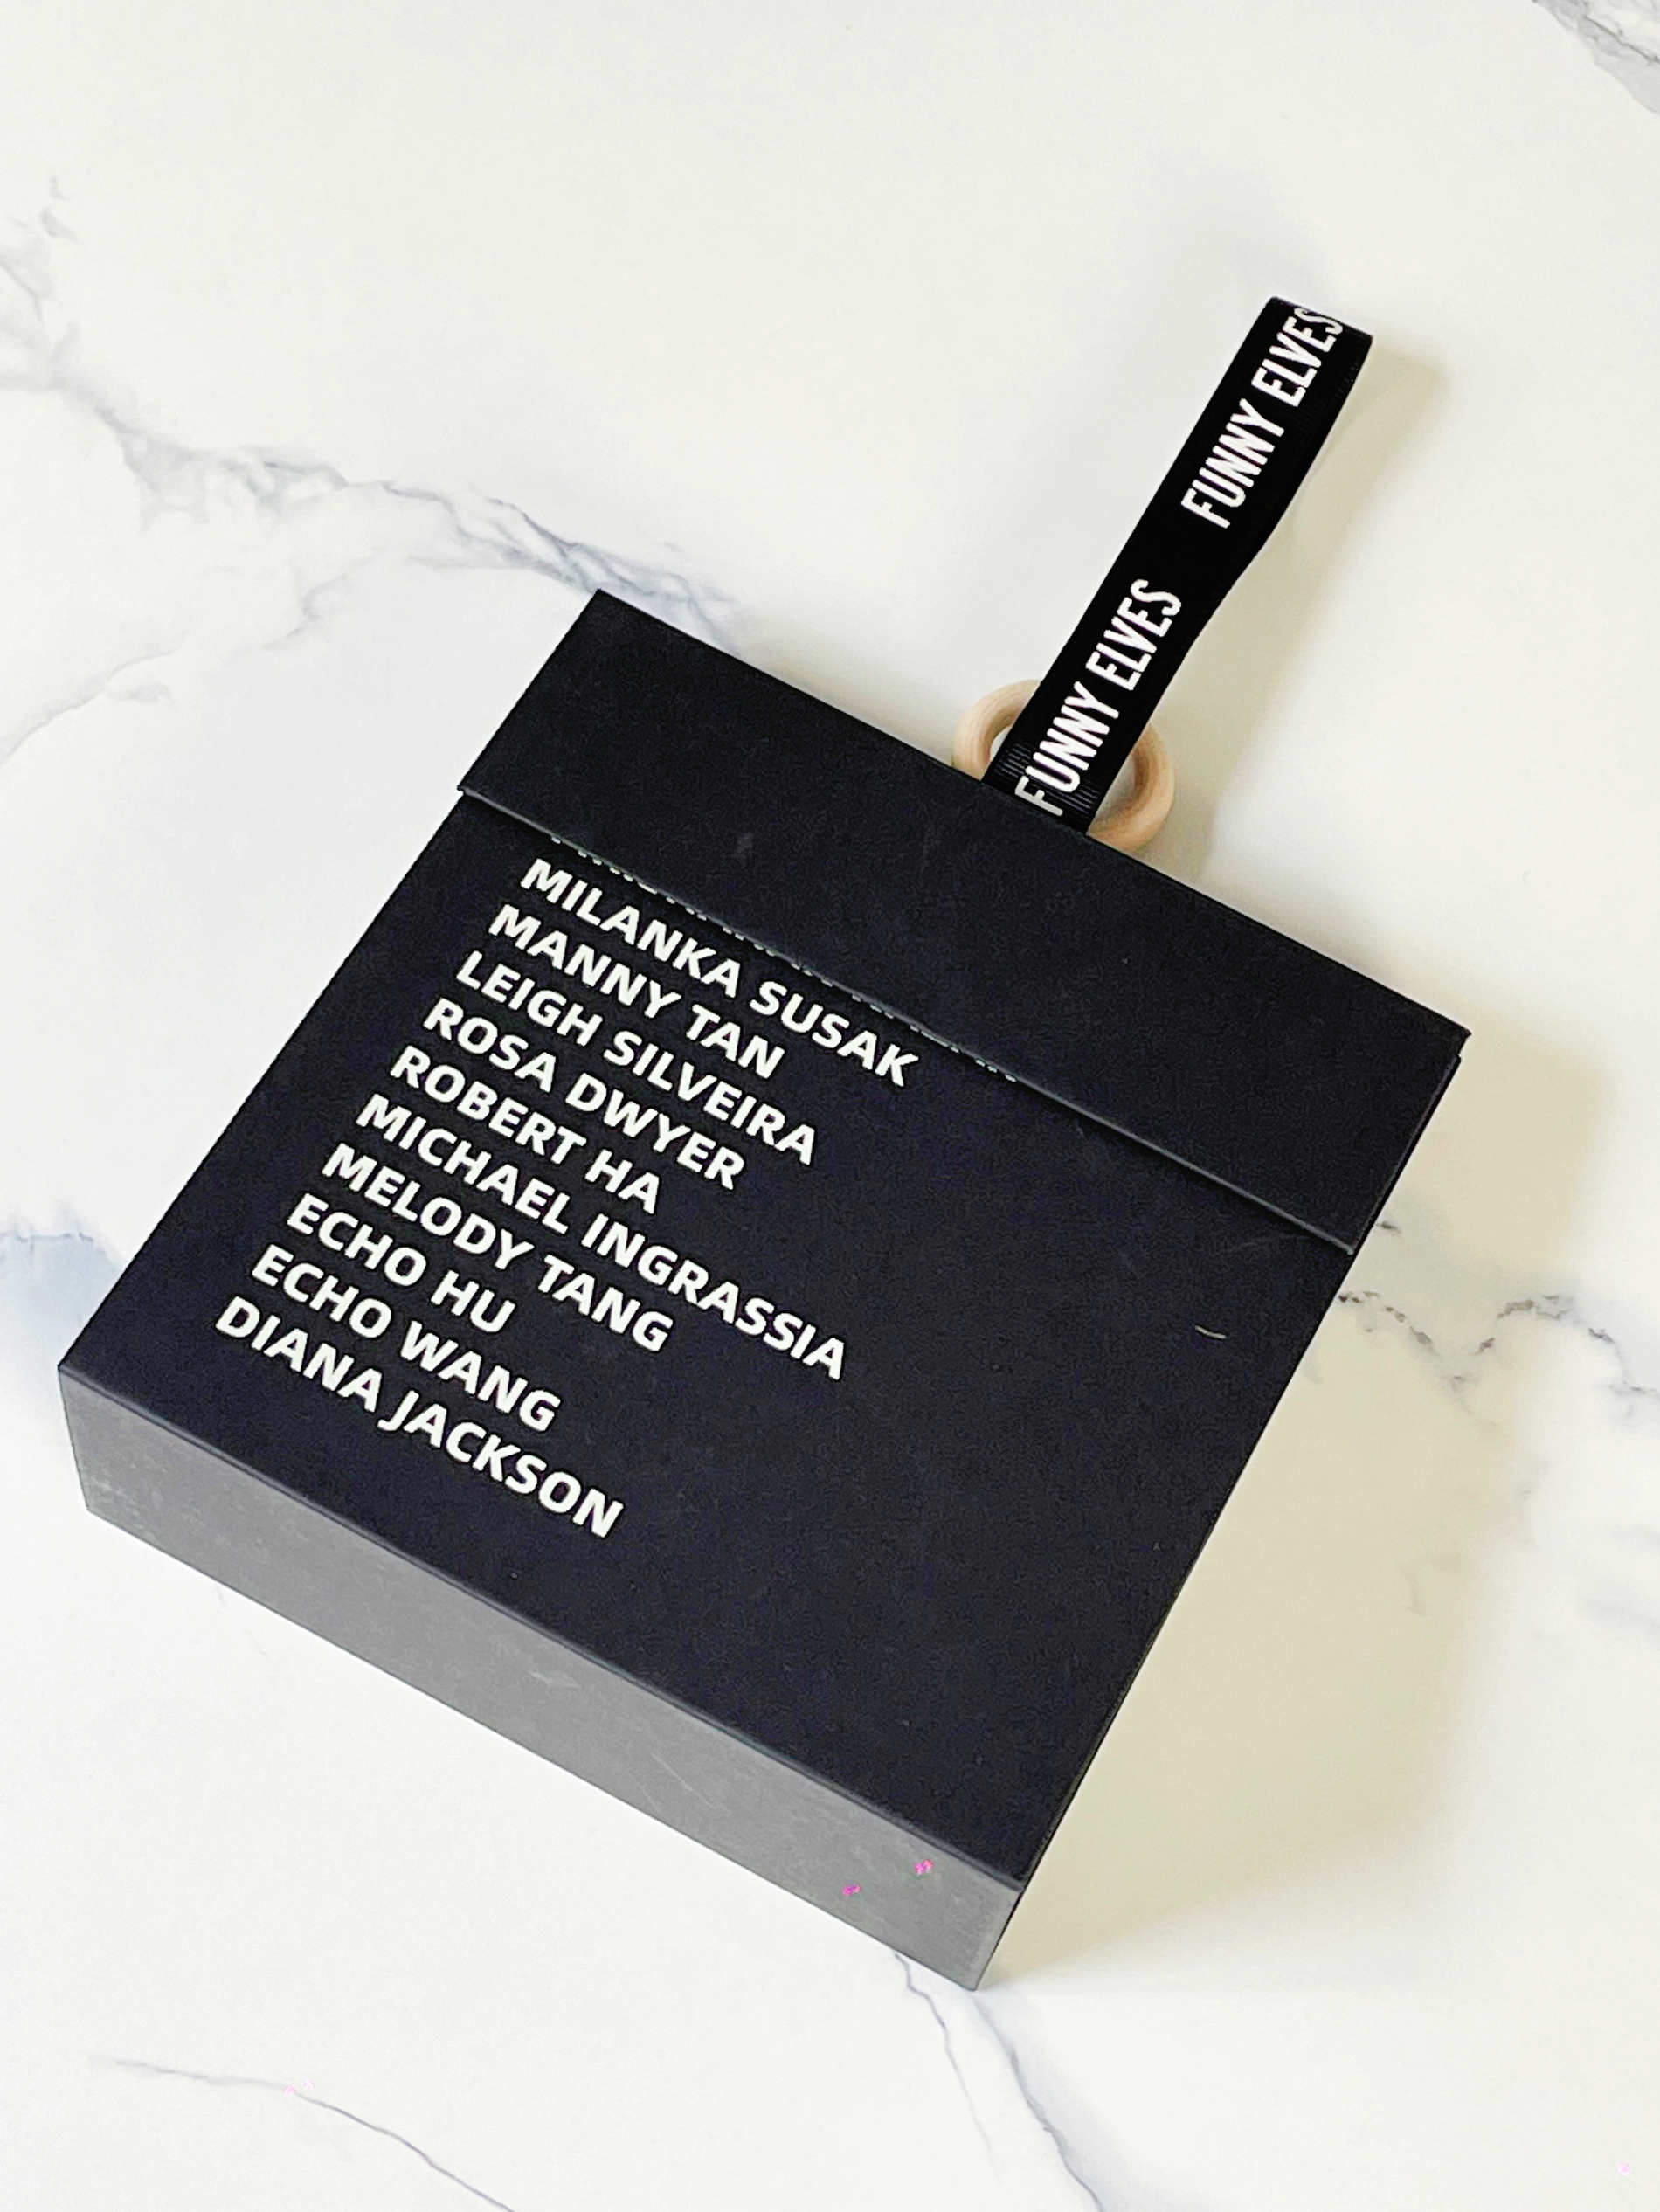 FUNNY ELVES
FUNNY ELVES
MILANKA SUSAK
MANNY TAN
LEIGH SILVEIRA
ROSA DWYER
ROBERT HA
MICHAEL INGRASSIA
MELODY TANG
ECHO HU
ECHO WANG
DIANA JACKSON